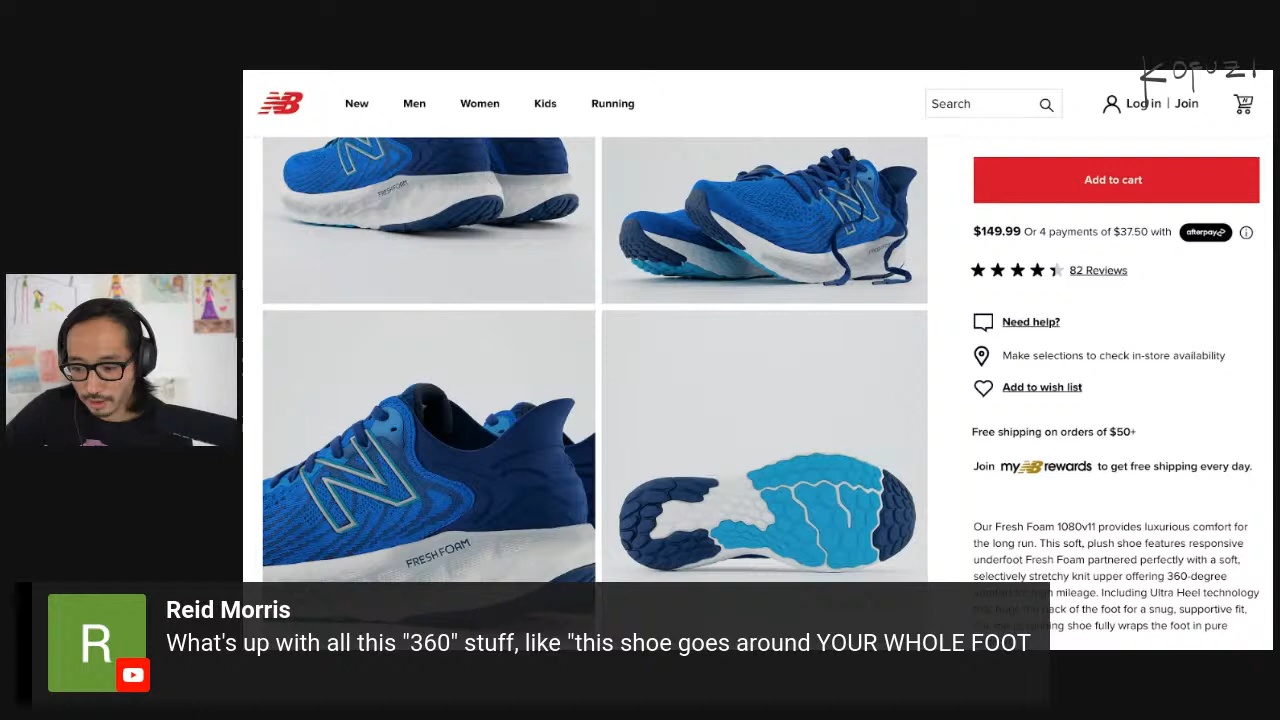 KOFUZI
NB
New
Men
Women
Kids
Running
Search
Log in | Join
N
FRESH FOAM
N
FRESH FOAM
N
FRESH FOAM
Add to cart
$149.99 Or 4 payments of $37.50 with afterpay
82 Reviews
Need help?
Make selections to check in-store availability
Add to wish list
Free shipping on orders of $50+
Join myNB rewards to get free shipping every day.
Our Fresh Foam 1080v11 provides luxurious comfort for
the long run. This soft, plush shoe features responsive
underfoot Fresh Foam partnered perfectly with a soft,
selectively stretchy knit upper offering 360-degree
high mileage. Including Ultra Heel technology
back of the foot for a snug, supportive fit,
shoe fully wraps the foot in pure
R
Reid Morris
What's up with all this "360" stuff, like "this shoe goes around YOUR WHOLE FOOT